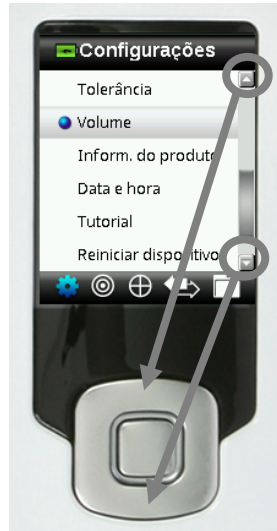 Configurações
Tolerância
Volume
Inform. do produto
Data e hora
Tutorial
Reiniciar dispositivo